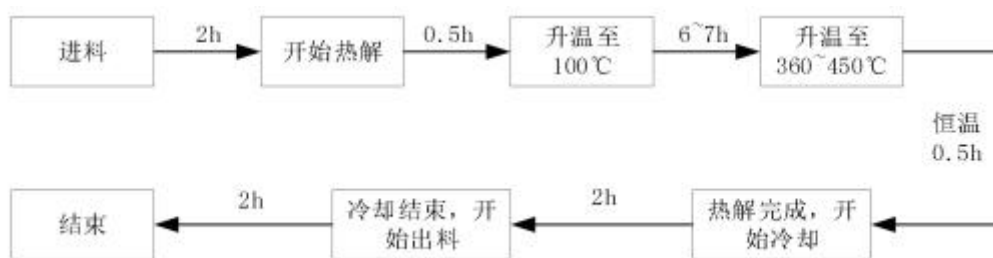 进料
2h
开始热解
0.5h
升温至
100℃
6~7h
升温至
360~450℃
恒温
0.5h
热解完成，开
始冷却
2h
冷却结束，开
始出料
2h
结束